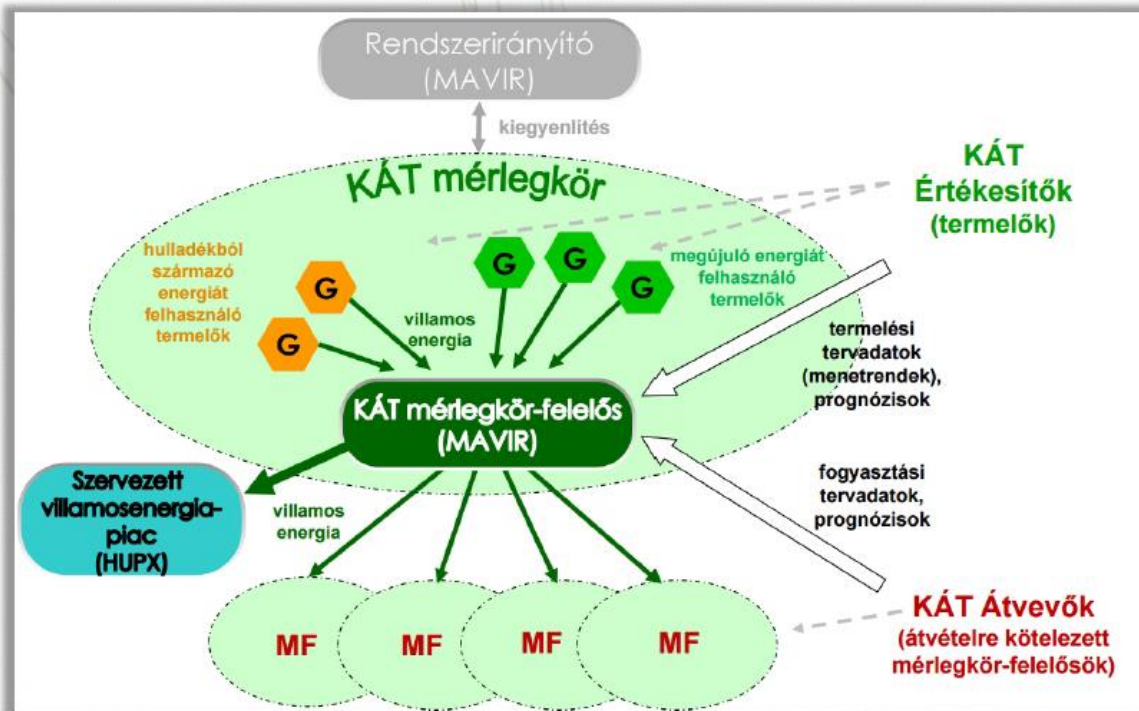 Rendszerirányító
(MAVIR)
kiegyenlítés
KÁT mérlegkör
KÁT
Értékesítők
(termelők)
hulladékból
származó
energiát
felhasználó
termelők
G
G
G
G
G
megújuló energiát
felhasználó
termelők
villamos
energia
termelési
tervadatok
(menetrendek),
prognózisok
KÁT mérlegkör-felelős
(MAVIR)
Szervezett
villamosenergia-
piac
(HUPX)
villamos
energia
fogyasztási
tervadatok,
prognózisok
MF
MF
MF
MF
KÁT Átvevők
(átvételre kötelezett
mérlegkör-felelősök)